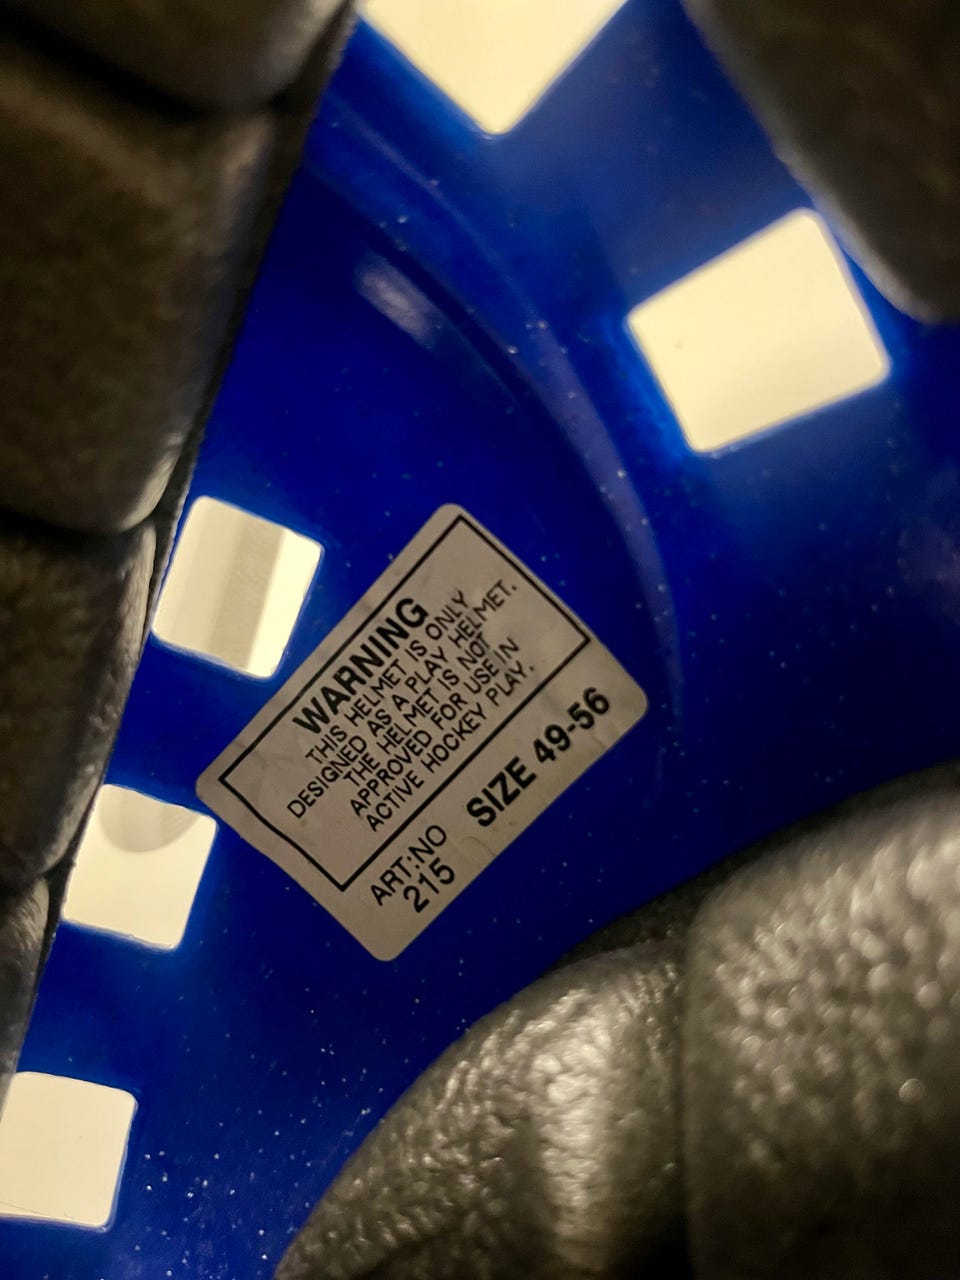 WARNING
THIS HELMET IS ONLY
DESIGNED AS A PLAY HELMET.
THE HELMET IS NOT
APPROVED FOR USE IN
ACTIVE HOCKEY PLAY.
ART:NO
215
SIZE 49-56